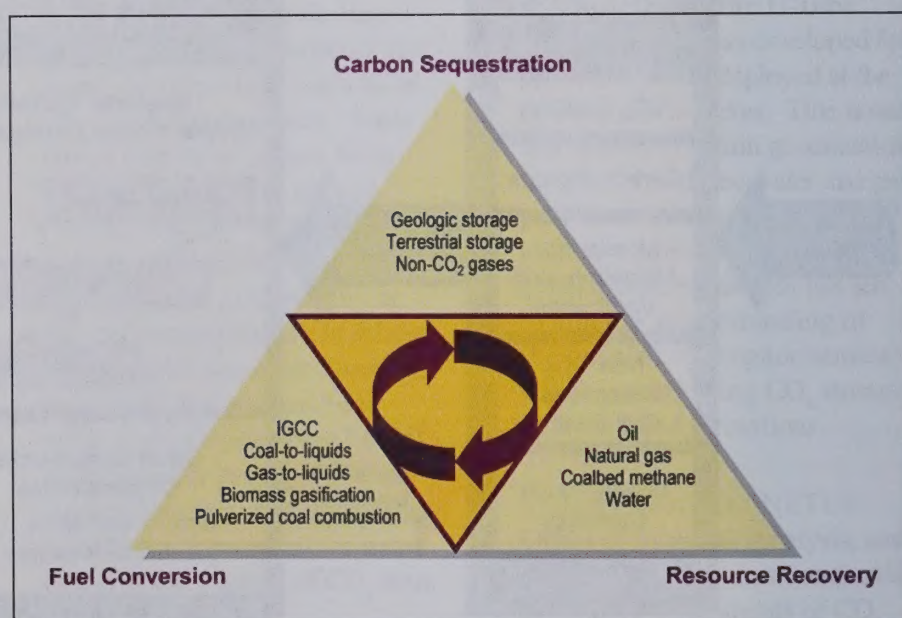 Carbon Sequestration
Geologic storage
Terrestrial storage
Non-CO₂ gases
IGCC
Coal-to-liquids
Gas-to-liquids
Biomass gasification
Pulverized coal combustion
Oil
Natural gas
Coalbed methane
Water
Fuel Conversion
Resource Recovery